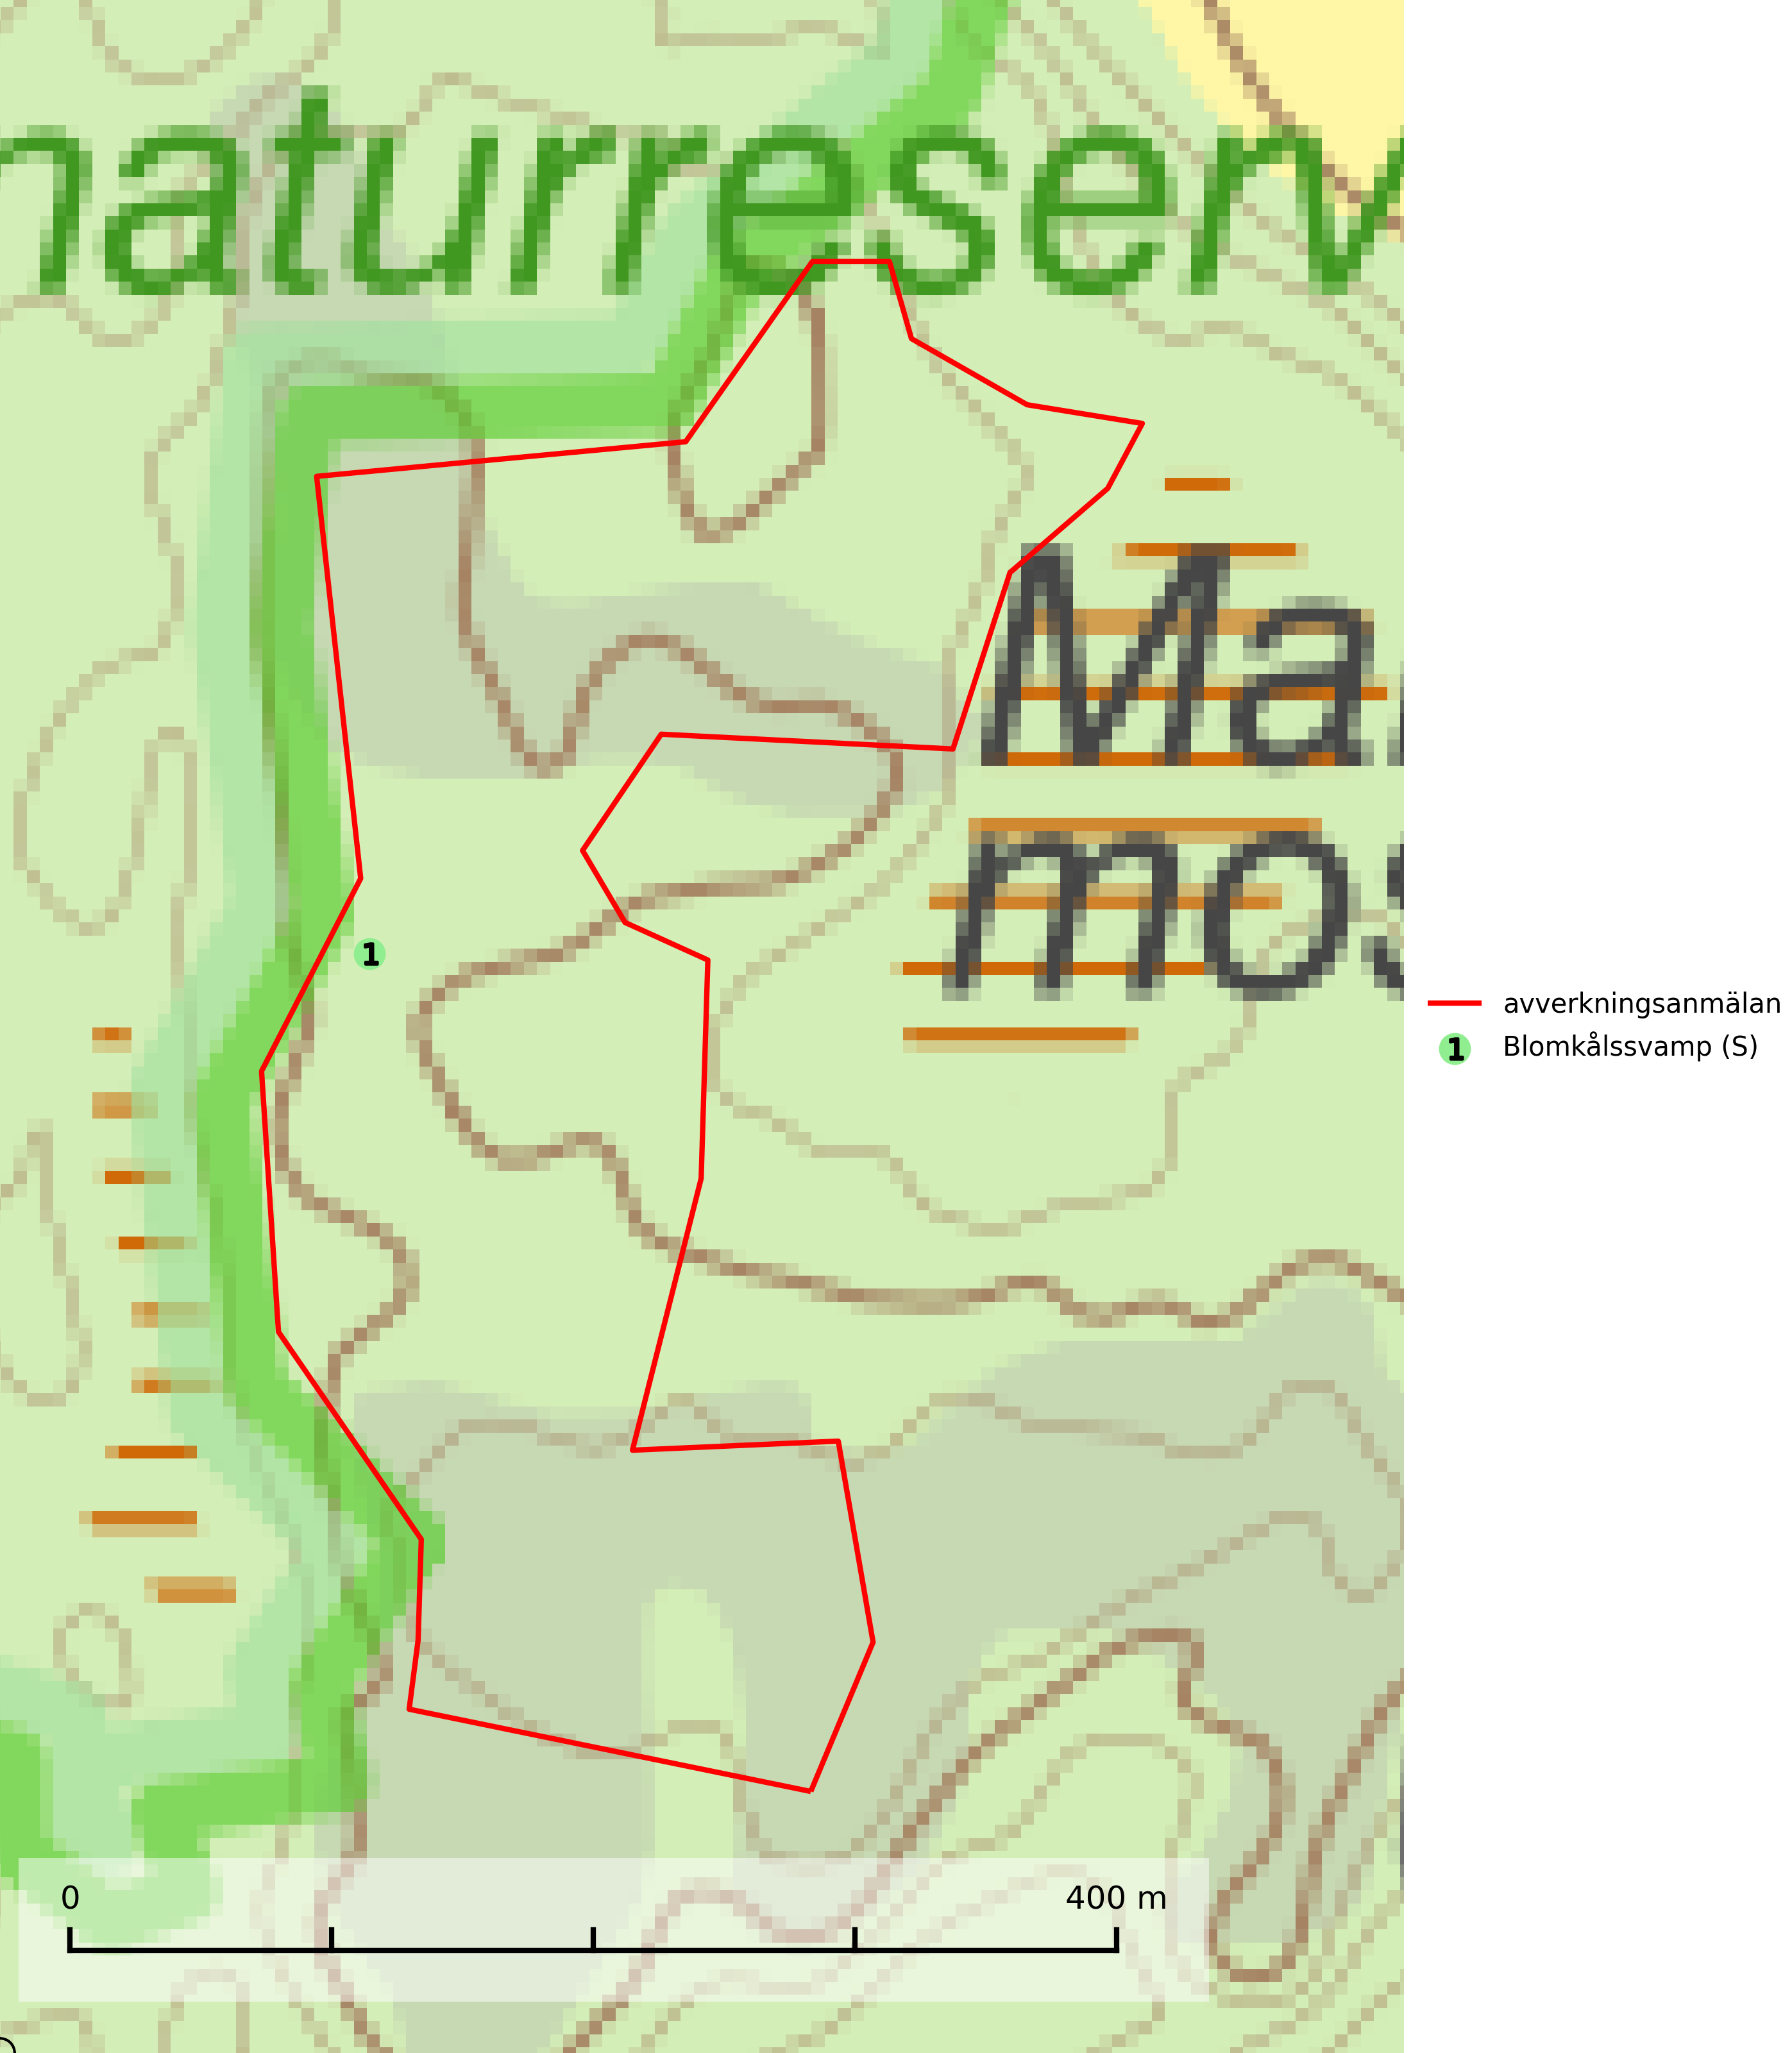 naturreserv
Ma
mos
1
avverkningsanmälan
1 Blomkålssvamp (S)
0 400 m